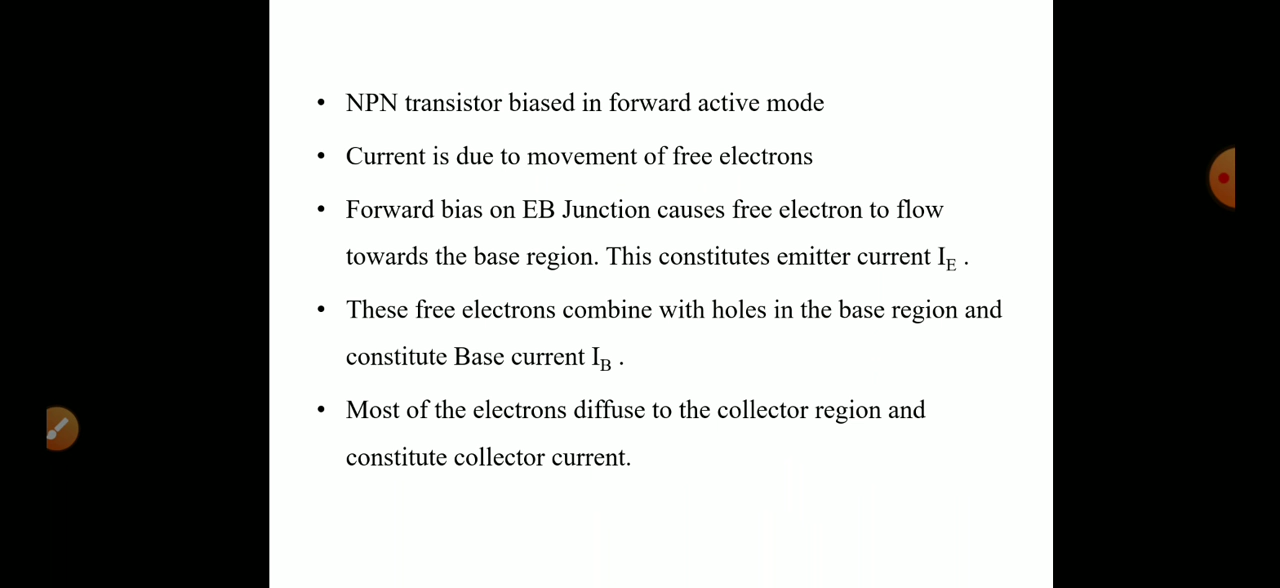 • NPN transistor biased in forward active mode
• Current is due to movement of free electrons
• Forward bias on EB Junction causes free electron to flow
towards the base region. This constitutes emitter current I_E .
• These free electrons combine with holes in the base region and
constitute Base current I_B .
• Most of the electrons diffuse to the collector region and
constitute collector current.